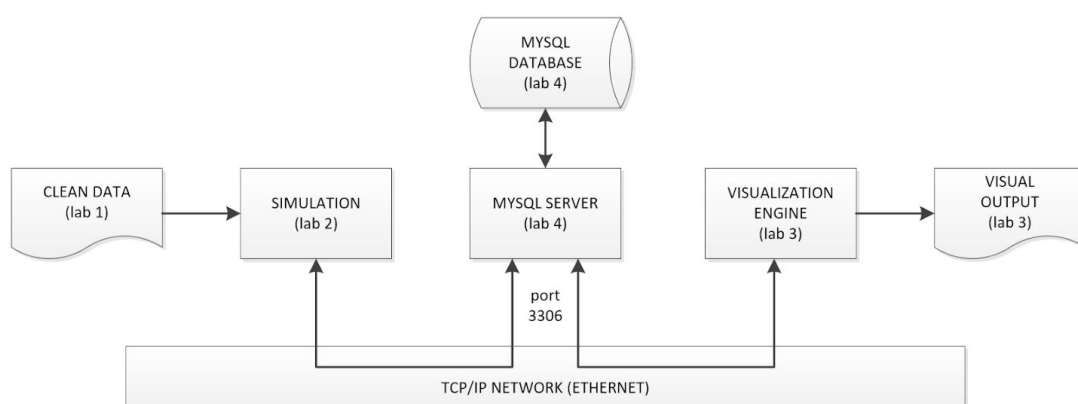 MYSQL
DATABASE
(lab 4)
CLEAN DATA
(lab 1)
SIMULATION
(lab 2)
MYSQL SERVER
(lab 4)
VISUALIZATION
ENGINE
(lab 3)
VISUAL
OUTPUT
(lab 3)
port
3306
TCP/IP NETWORK (ETHERNET)